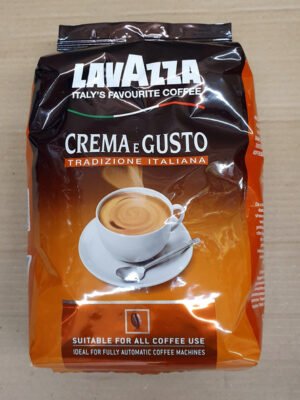 LAVAZZA
ITALY'S FAVOURITE COFFEE
CREMA E GUSTO
TRADIZIONE ITALIANA
SUITABLE FOR ALL COFFEE USE
IDEAL FOR FULLY AUTOMATIC COFFEE MACHINES